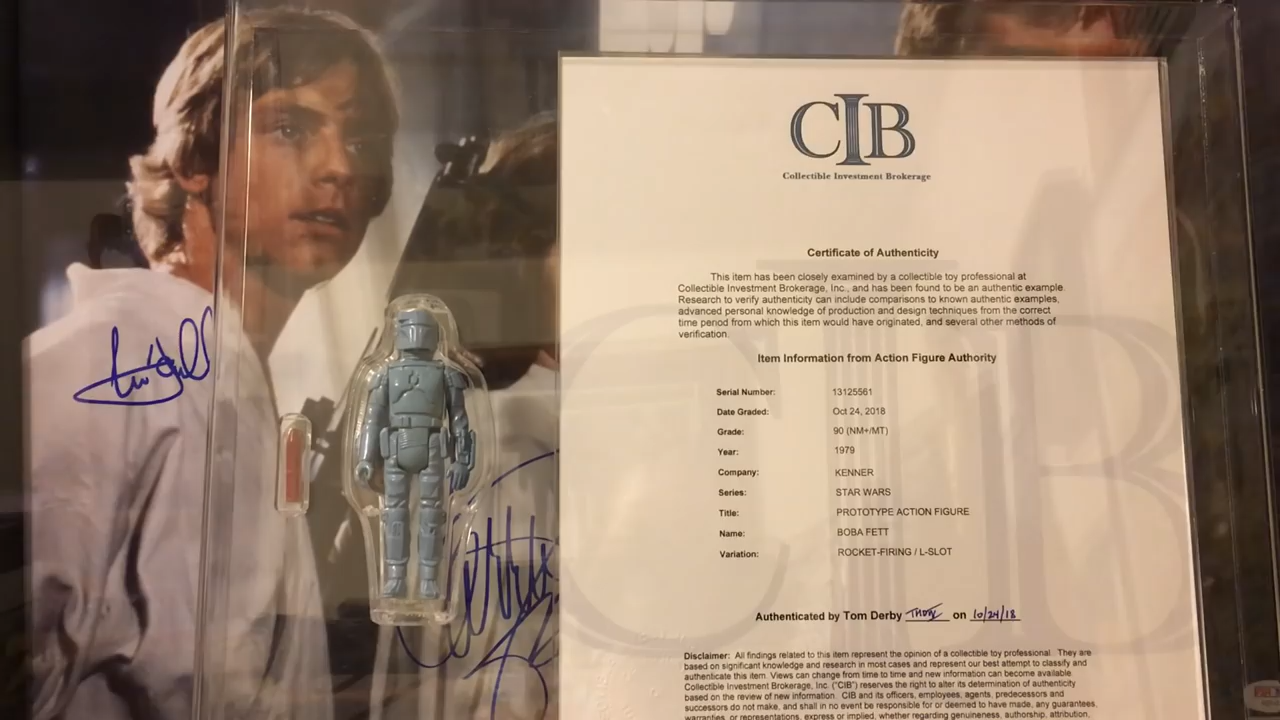 CIB
Collectible Investment Brokerage
Certificate of Authenticity
This item has been closely examined by a collectible toy professional at
Collectible Investment Brokerage, Inc., and has been found to be an authentic example.
Research to verify authenticity can include comparisons to known authentic examples,
advanced personal knowledge of production and design techniques from the correct
time period from which this item would have originated, and several other methods of
verification.
Item Information from Action Figure Authority
Serial Number: 13125561
Date Graded: Oct 24, 2018
Grade: 90 (NM+/MT)
Year: 1979
Company: KENNER
Series: STAR WARS
Title: PROTOTYPE ACTION FIGURE
Name: BOBA FETT
Variation: ROCKET-FIRING / L-SLOT
Authenticated by Tom Derby on 10/24/18
Disclaimer: All findings related to this item represent the opinion of a collectible toy professional. They are
based on significant knowledge and research in most cases and represent our best attempt to classify and
authenticate this item. Views can change from time to time and new information can become available.
Collectible Investment Brokerage, Inc. ("CIB") reserves the right to alter its determination of authenticity
based on the review of new information. CIB and its officers, employees, agents, predecessors and
successors do not make, and shall in no event be responsible for or deemed to have made, any guarantees,
warranties, or representations, express or implied, whether regarding genuineness, authorship, attribution,